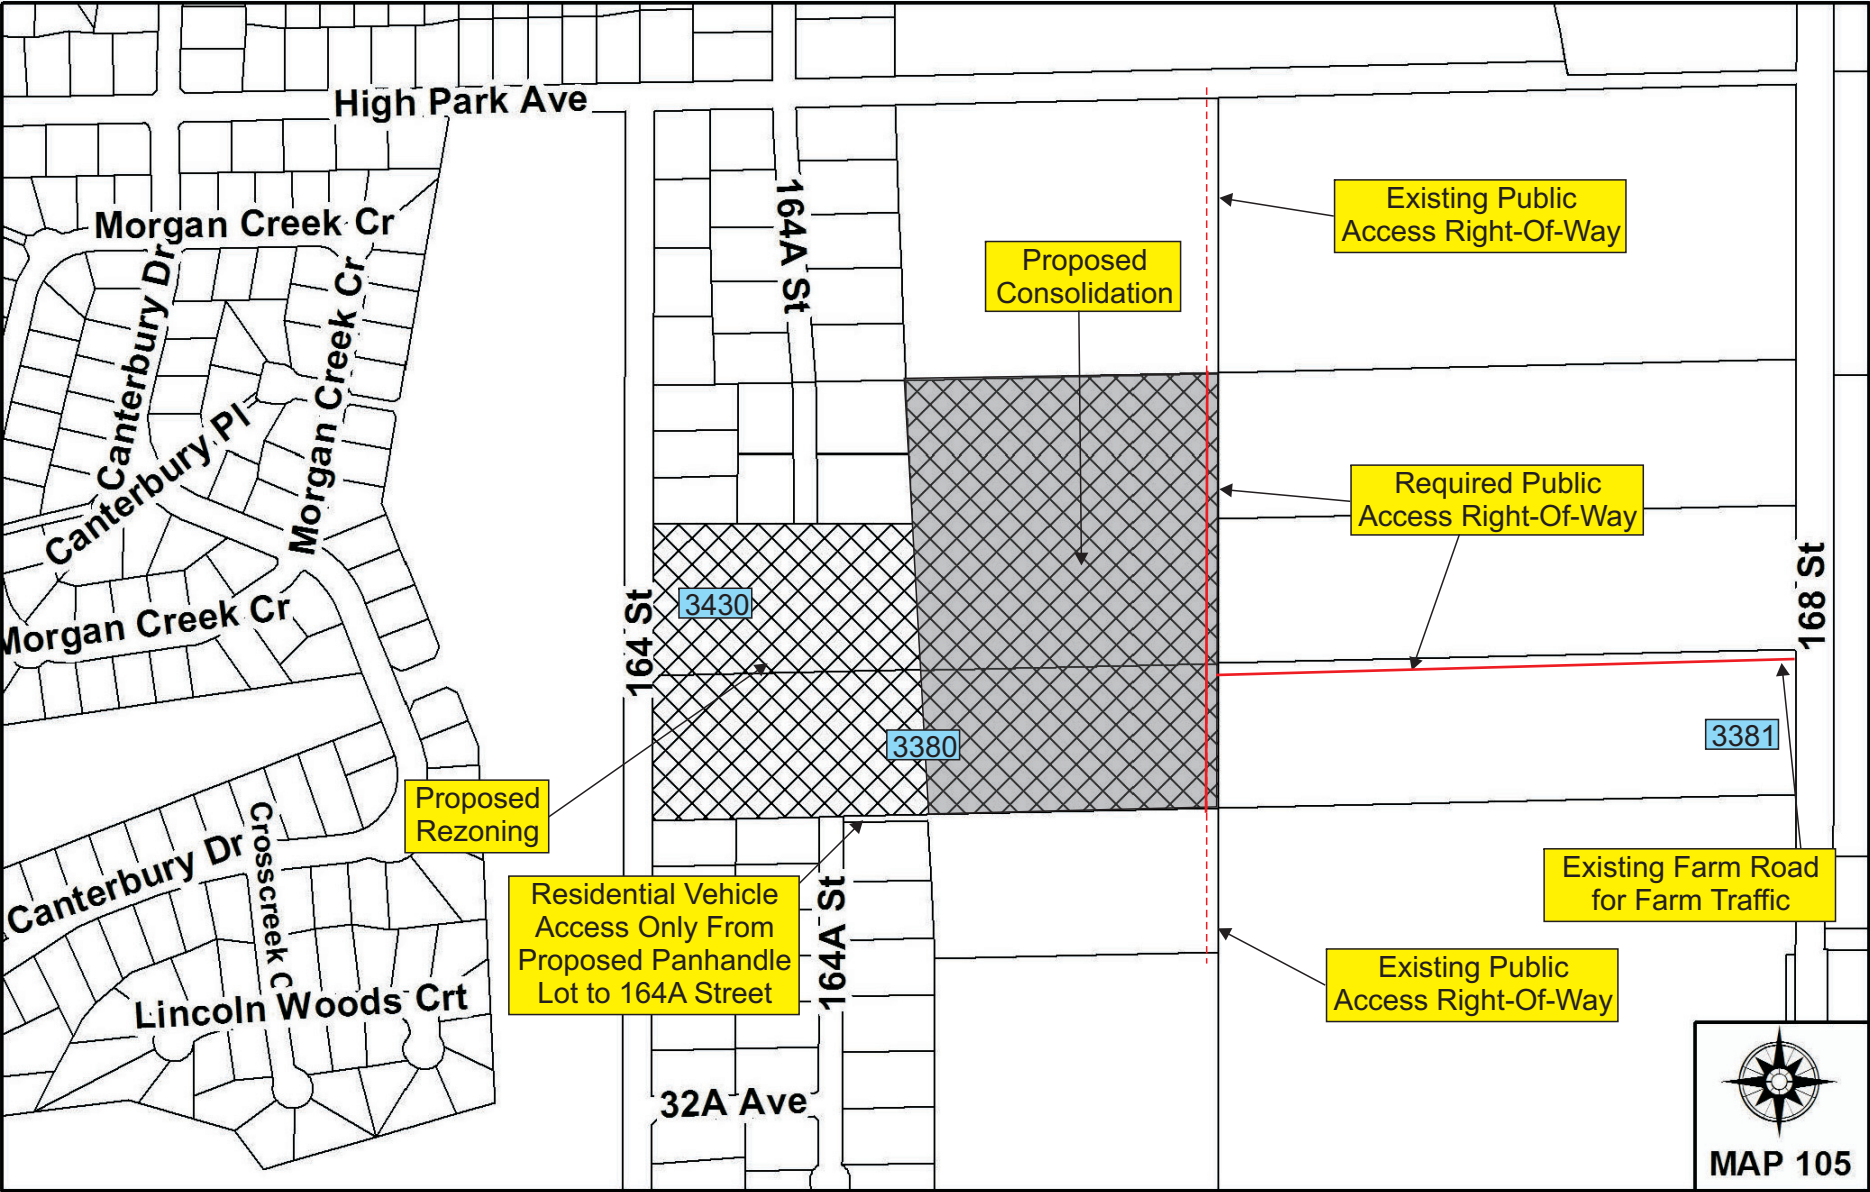 High Park Ave
Morgan Creek Cr
Canterbury Dr
Morgan Creek Cr
Canterbury Pl
Morgan Creek Cr
164A St
164 St
168 St
Existing Public
Access Right-Of-Way
Proposed
Consolidation
Required Public
Access Right-Of-Way
3430
3380
3381
Proposed
Rezoning
Canterbury Dr
Crosscreek C
Lincoln Woods Crt
Residential Vehicle
Access Only From
Proposed Panhandle
Lot to 164A Street
164A St
Existing Farm Road
for Farm Traffic
Existing Public
Access Right-Of-Way
32A Ave
MAP 105